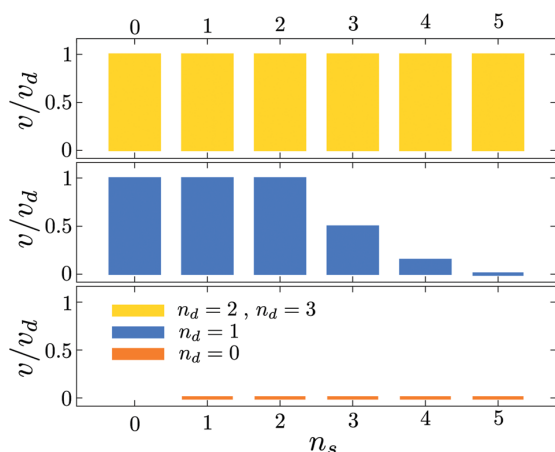 0 1 2 3 4 5
v/v_d
1
0.5
0
v/v_d
1
0.5
0
v/v_d
1
0.5
0
n_d = 2 , n_d = 3
n_d = 1
n_d = 0
0 1 2 3 4 5
n_s